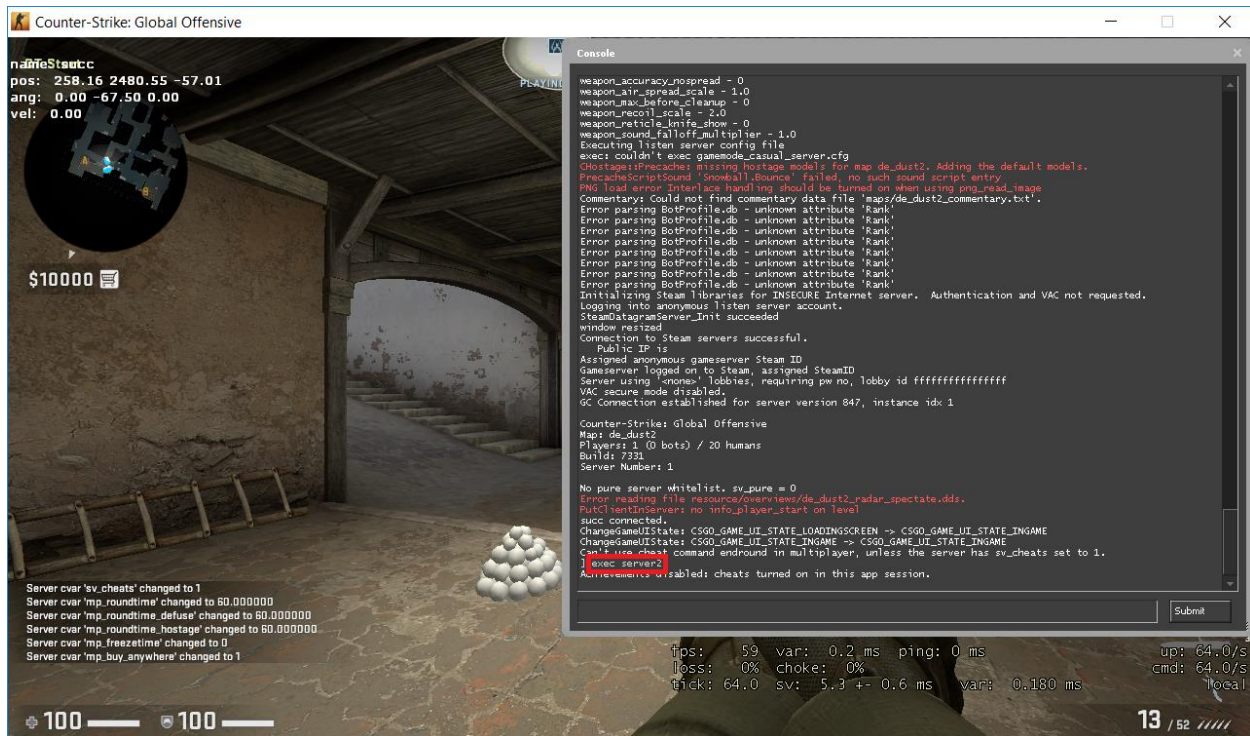 Counter-Strike: Global Offensive
name: succ
pos: 258.16 2480.55 -57.01
ang: 0.00 -67.50 0.00
vel: 0.00
A
B
PLAYING
$10000
Console
weapon_accuracy_nospread - 0
weapon_air_spread_scale - 1.0
weapon_max_before_cleanup - 0
weapon_recoil_scale - 2.0
weapon_reticle_knife_show - 0
weapon_sound_falloff_multiplier - 1.0
Executing listen server config file
exec: couldn't exec gamemode_casual_server.cfg
CHostage::Precache: missing hostage models for map de_dust2. Adding the default models.
PrecacheScriptSound 'Snowball.Bounce' failed, no such sound script entry
PNG load error Interlace handling should be turned on when using png_read_image
Commentary: Could not find commentary data file 'maps/de_dust2_commentary.txt'.
Error parsing BotProfile.db - unknown attribute 'Rank'
Error parsing BotProfile.db - unknown attribute 'Rank'
Error parsing BotProfile.db - unknown attribute 'Rank'
Error parsing BotProfile.db - unknown attribute 'Rank'
Error parsing BotProfile.db - unknown attribute 'Rank'
Error parsing BotProfile.db - unknown attribute 'Rank'
Error parsing BotProfile.db - unknown attribute 'Rank'
Error parsing BotProfile.db - unknown attribute 'Rank'
Initializing Steam libraries for INSECURE Internet server. Authentication and VAC not requested.
Logging into anonymous listen server account.
SteamDatagramServer_Init succeeded
window resized
Connection to Steam servers successful.
Public IP is
Assigned anonymous gameserver Steam ID
Gameserver logged on to Steam, assigned SteamID
Server using '<none>' lobbies, requiring pw no, lobby id ffffffffffffffff
VAC secure mode disabled.
GC Connection established for server version 847, instance idx 1
Counter-Strike: Global Offensive
Map: de_dust2
Players: 1 (0 bots) / 20 humans
Build: 7331
Server Number: 1
No pure server whitelist. sv_pure = 0
Error reading file resource/overviews/de_dust2_radar_spectate.dds.
PutClientInServer: no info_player_start on level
succ connected.
ChangeGameUIState: CSGO_GAME_UI_STATE_LOADINGSCREEN -> CSGO_GAME_UI_STATE_INGAME
ChangeGameUIState: CSGO_GAME_UI_STATE_INGAME -> CSGO_GAME_UI_STATE_INGAME
Can't use cheat command endround in multiplayer, unless the server has sv_cheats set to 1.
] exec server2
Achievements disabled: cheats turned on in this app session.
Submit
Server cvar 'sv_cheats' changed to 1
Server cvar 'mp_roundtime' changed to 60.000000
Server cvar 'mp_roundtime_defuse' changed to 60.000000
Server cvar 'mp_roundtime_hostage' changed to 60.000000
Server cvar 'mp_freezetime' changed to 0
Server cvar 'mp_buy_anywhere' changed to 1
fps: 59 var: 0.2 ms ping: 0 ms
loss: 0% choke: 0%
tick: 64.0 sv: 5.3 +- 0.6 ms var: 0.180 ms
up: 64.0/s
cmd: 64.0/s
local
100
100
13 / 52